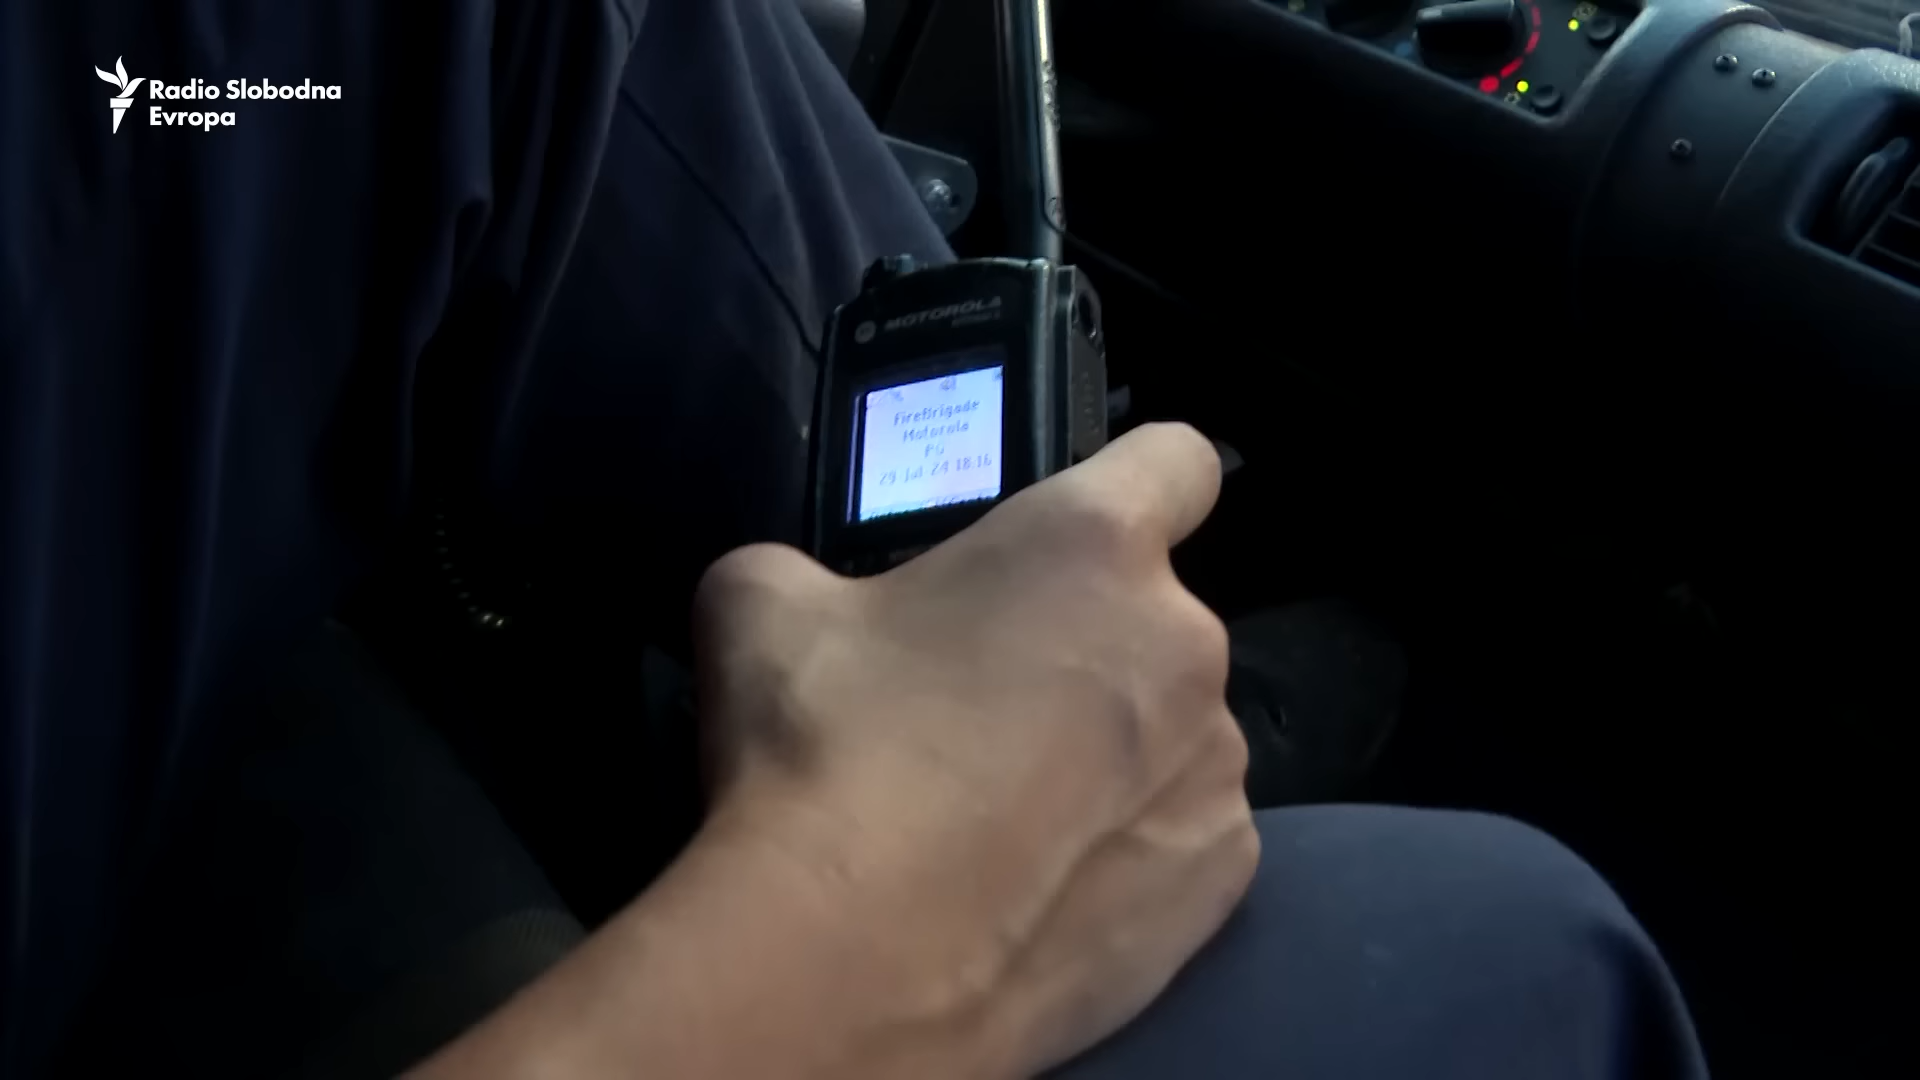 Radio Slobodna
Evropa
MOTOROLA
FireBrigade
Motorola
PG
29 Jul 24 18:16